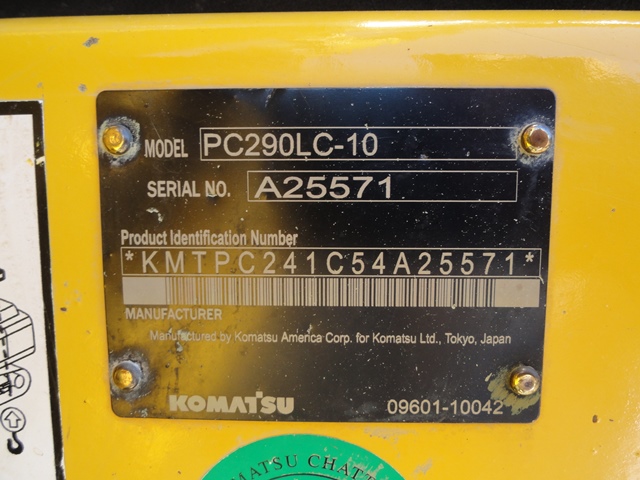 MODEL PC290LC-10
SERIAL NO. A25571
Product Identification Number
*KMTPC241C54A25571*
MANUFACTURER
Manufactured by Komatsu America Corp. for Komatsu Ltd., Tokyo, Japan
KOMATSU 09601-10042
KOMATSU CHATT